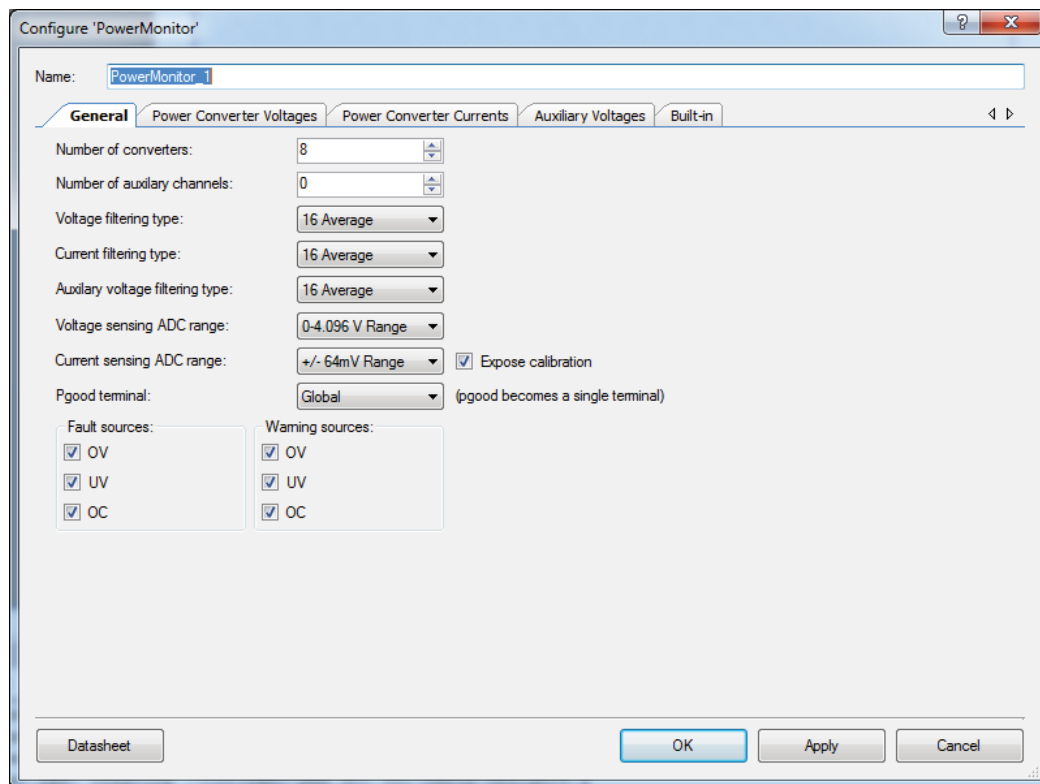 Configure 'PowerMonitor'
Name: PowerMonitor_1
General Power Converter Voltages Power Converter Currents Auxiliary Voltages Built-in
Number of converters: 8
Number of auxilary channels: 0
Voltage filtering type: 16 Average
Current filtering type: 16 Average
Auxilary voltage filtering type: 16 Average
Voltage sensing ADC range: 0-4.096 V Range
Current sensing ADC range: +/- 64mV Range Expose calibration
Pgood terminal: Global (pgood becomes a single terminal)
Fault sources: Warning sources:
OV OV
UV UV
OC OC
Datasheet OK Apply Cancel